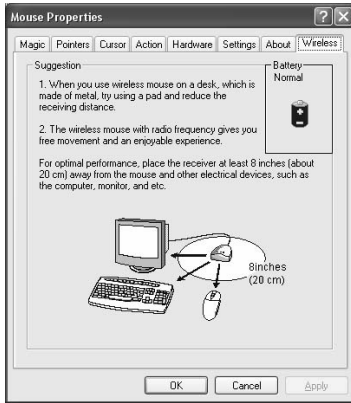 Mouse Properties
Magic Pointers Cursor Action Hardware Settings About Wireless
Suggestion
1. When you use wireless mouse on a desk, which is
made of metal, try using a pad and reduce the
receiving distance.
2. The wireless mouse with radio frequency gives you
free movement and an enjoyable experience.
Battery
Normal
For optimal performance, place the receiver at least 8 inches (about
20 cm) away from the mouse and other electrical devices, such as
the computer, monitor, and etc.
8inches
(20 cm)
OK Cancel Apply